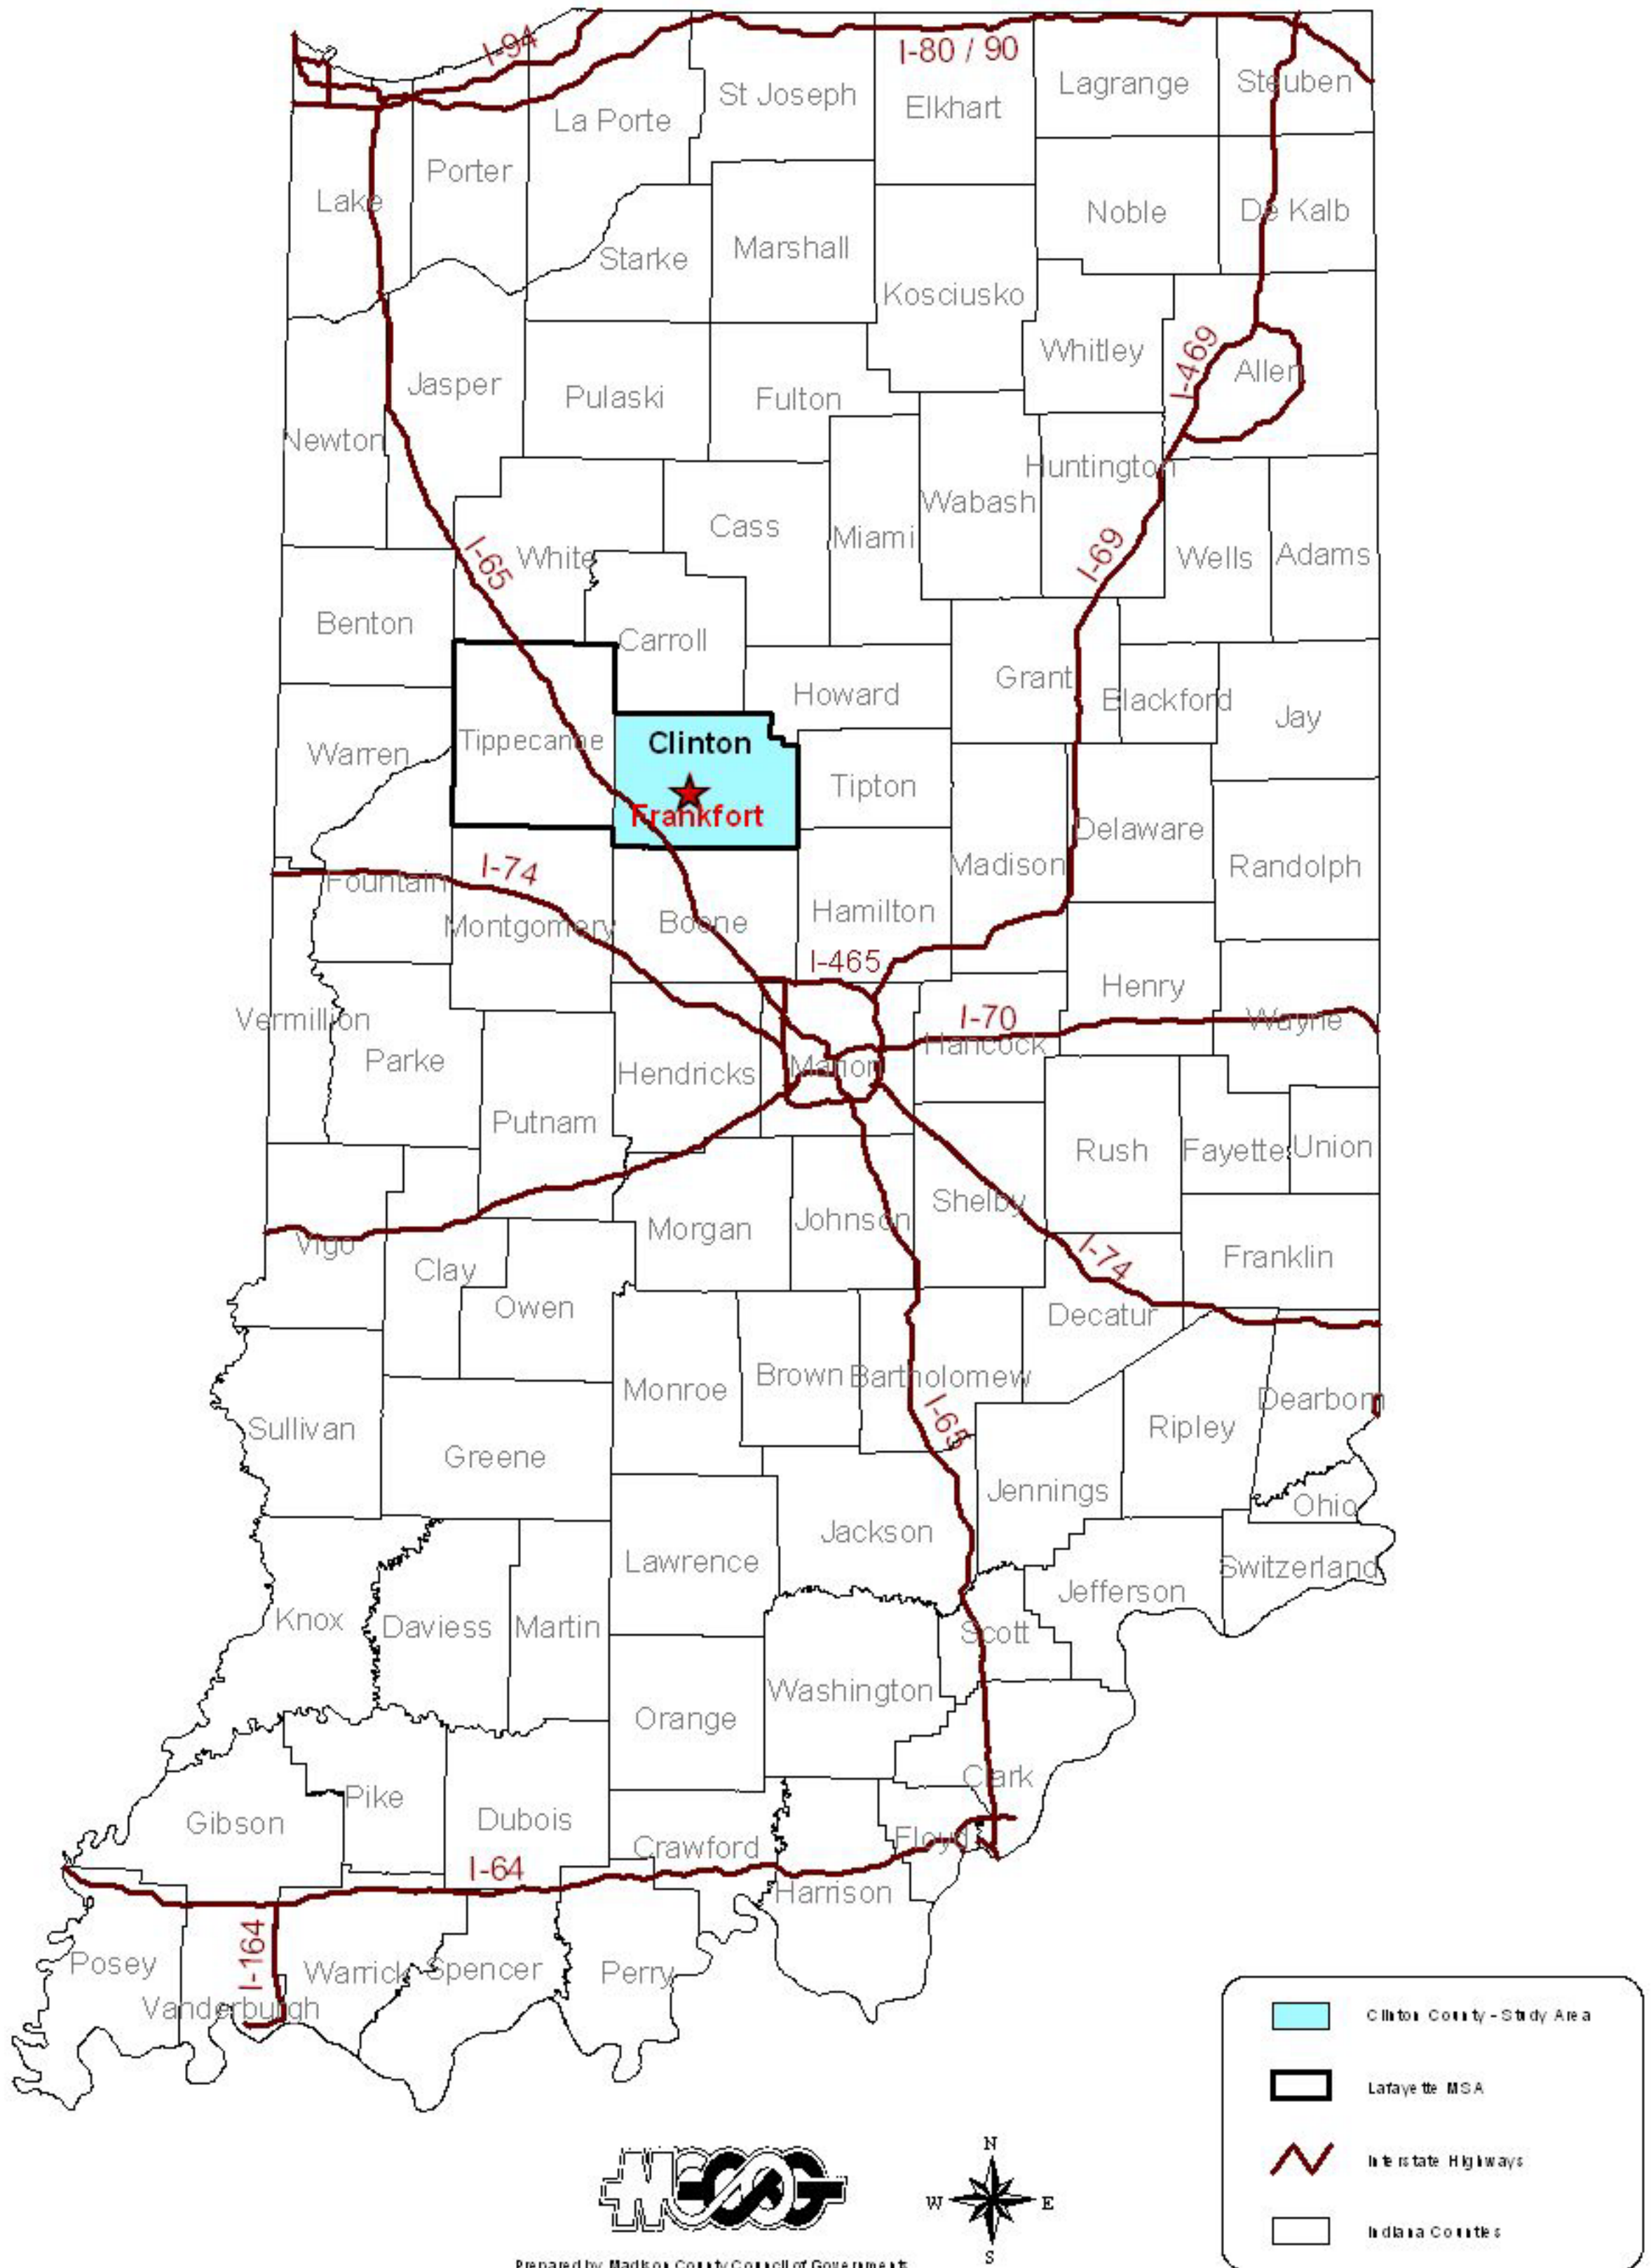 I-94
I-80 / 90
Lagrange
Steuben
St Joseph
Elkhart
La Porte
Porter
Lake
Noble
De Kalb
Starke
Marshall
Kosciusko
Whitley
I-469
Allen
Jasper
Pulaski
Fulton
Newton
Huntington
Wabash
Cass
Miami
I-65
White
I-69
Wells
Adams
Benton
Carroll
Grant
Howard
Blackford
Jay
Tippecanoe
Clinton
Warren
Tipton
Frankfort
Delaware
Madison
Randolph
I-74
Fountain
Hamilton
Montgomery
Boone
I-465
Henry
Vermillion
I-70
Wayne
Hancock
Parke
Marion
Hendricks
Putnam
Rush
Fayette
Union
Shelby
Morgan
Johnson
Vigo
I-74
Franklin
Clay
Owen
Decatur
Brown
Bartholomew
Monroe
Dearborn
I-65
Sullivan
Ripley
Greene
Jennings
Ohio
Jackson
Lawrence
Switzerland
Jefferson
Knox
Daviess
Martin
Scott
Washington
Orange
Clark
Pike
Gibson
Dubois
Floyd
Crawford
I-64
Harrison
I-164
Posey
Warrick
Spencer
Perry
Vanderburgh
Clinton County - Study Area
Lafayette MSA
Interstate Highways
Indiana Counties
MCCOG
N
W
E
S
Prepared by Madison County Council of Governments